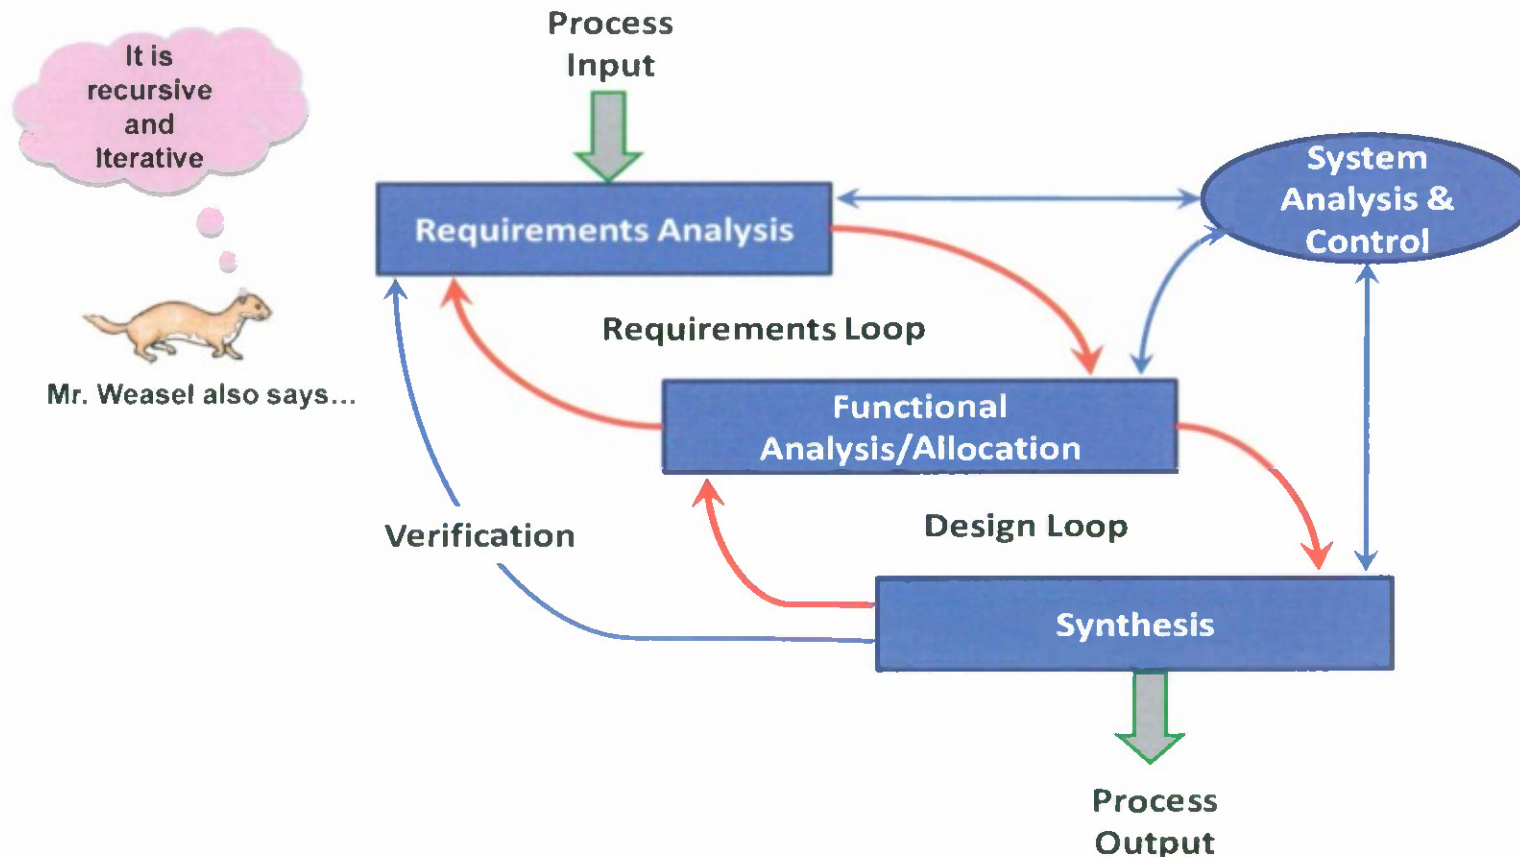 It is
recursive
and
Iterative
Mr. Weasel also says...
Process
Input
Requirements Analysis
System
Analysis &
Control
Requirements Loop
Functional
Analysis/Allocation
Verification
Design Loop
Synthesis
Process
Output